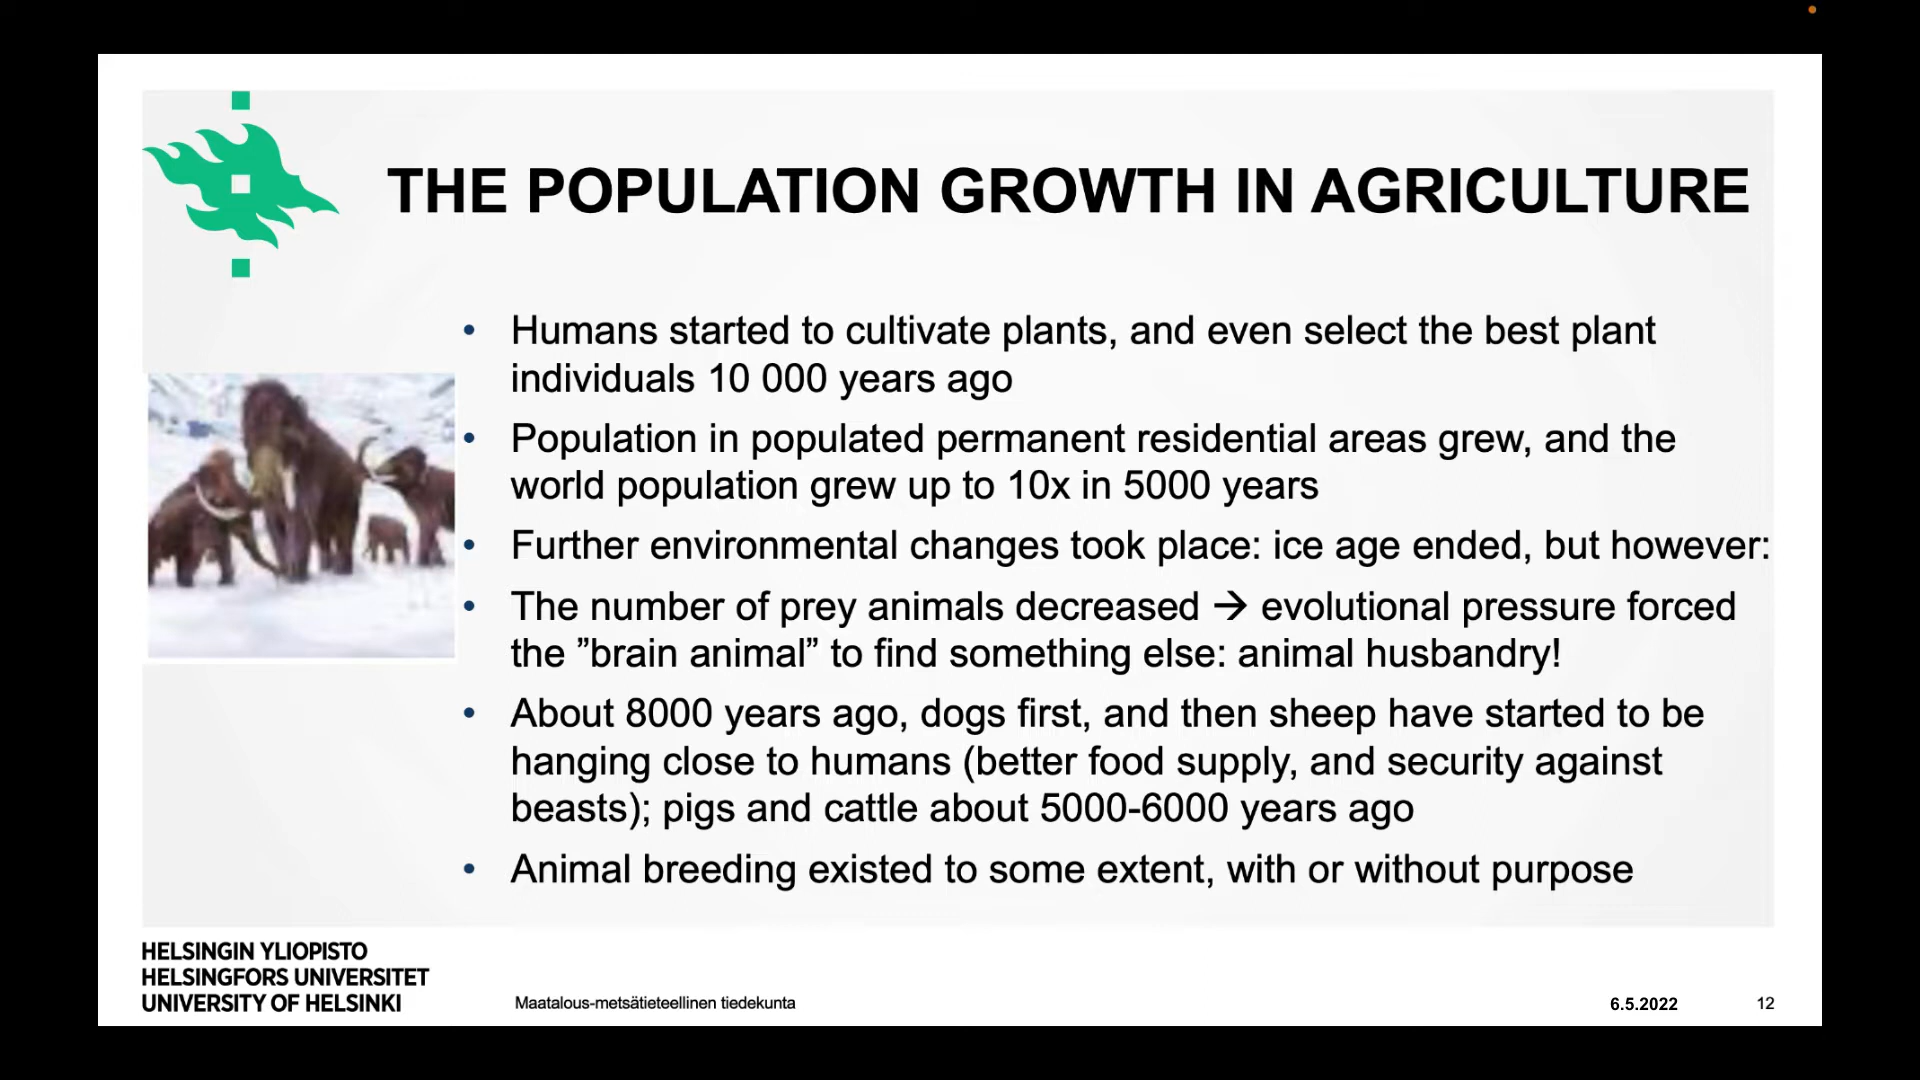 THE POPULATION GROWTH IN AGRICULTURE
• Humans started to cultivate plants, and even select the best plant
individuals 10 000 years ago
• Population in populated permanent residential areas grew, and the
world population grew up to 10x in 5000 years
• Further environmental changes took place: ice age ended, but however:
• The number of prey animals decreased → evolutional pressure forced
the ”brain animal” to find something else: animal husbandry!
• About 8000 years ago, dogs first, and then sheep have started to be
hanging close to humans (better food supply, and security against
beasts); pigs and cattle about 5000-6000 years ago
• Animal breeding existed to some extent, with or without purpose
HELSINGIN YLIOPISTO
HELSINGFORS UNIVERSITET
UNIVERSITY OF HELSINKI
Maatalous-metsätieteellinen tiedekunta
6.5.2022
12